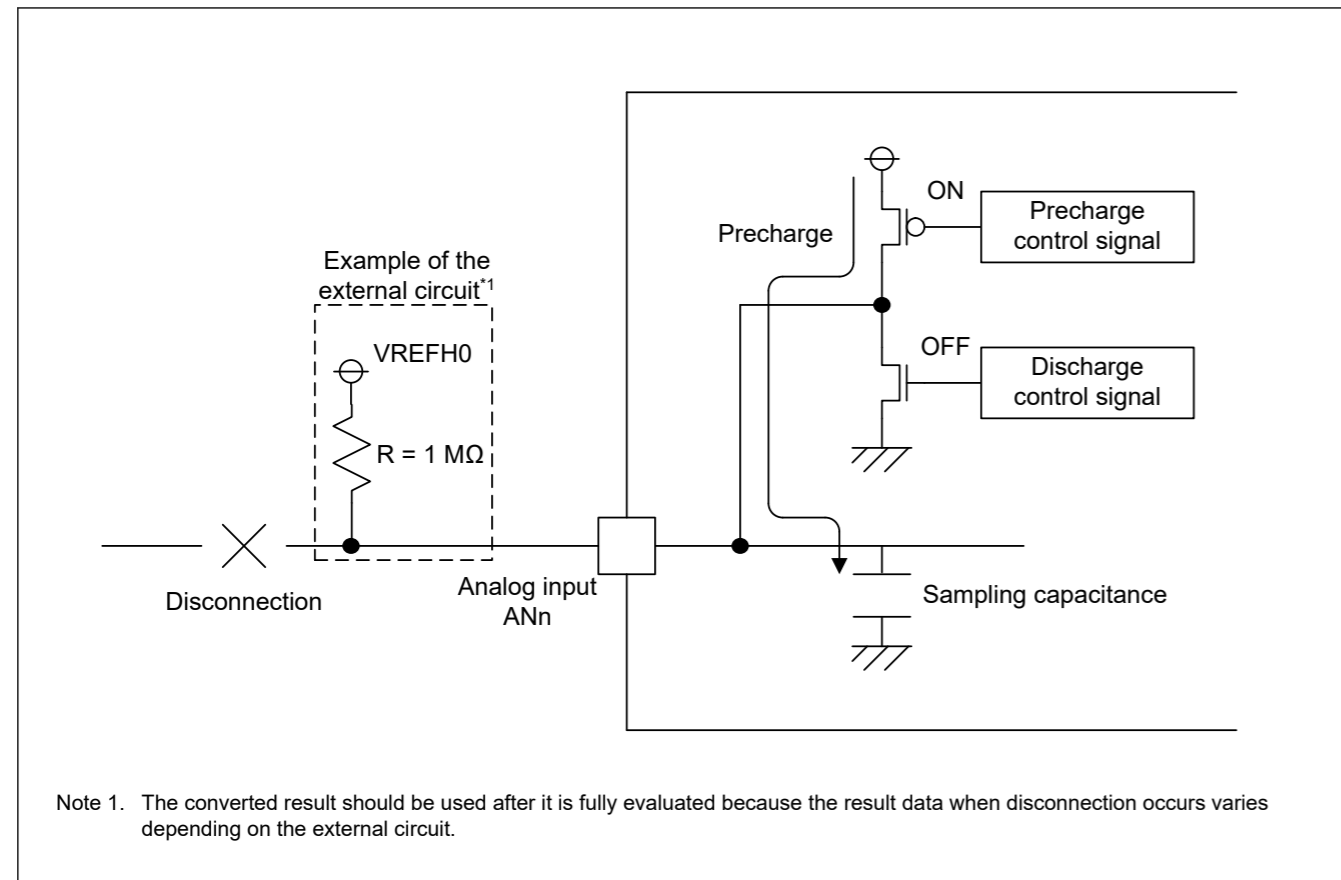 ON
Precharge
control signal
Precharge
Example of the
external circuit*1
VREFH0
OFF
Discharge
control signal
R = 1 MΩ
Disconnection
Analog input
ANn
Sampling capacitance
Note 1. The converted result should be used after it is fully evaluated because the result data when disconnection occurs varies
depending on the external circuit.